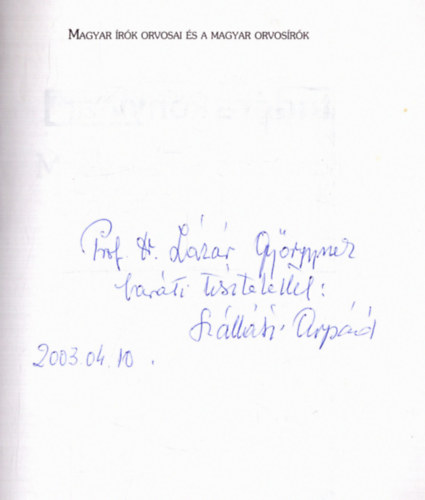 MAGYAR ÍRÓK ORVOSAI ÉS A MAGYAR ORVOSÍRÓK
Prof. Dr. Lázár Györgynek
baráti tisztelettel:
Szállási Árpád
2003.04.10.